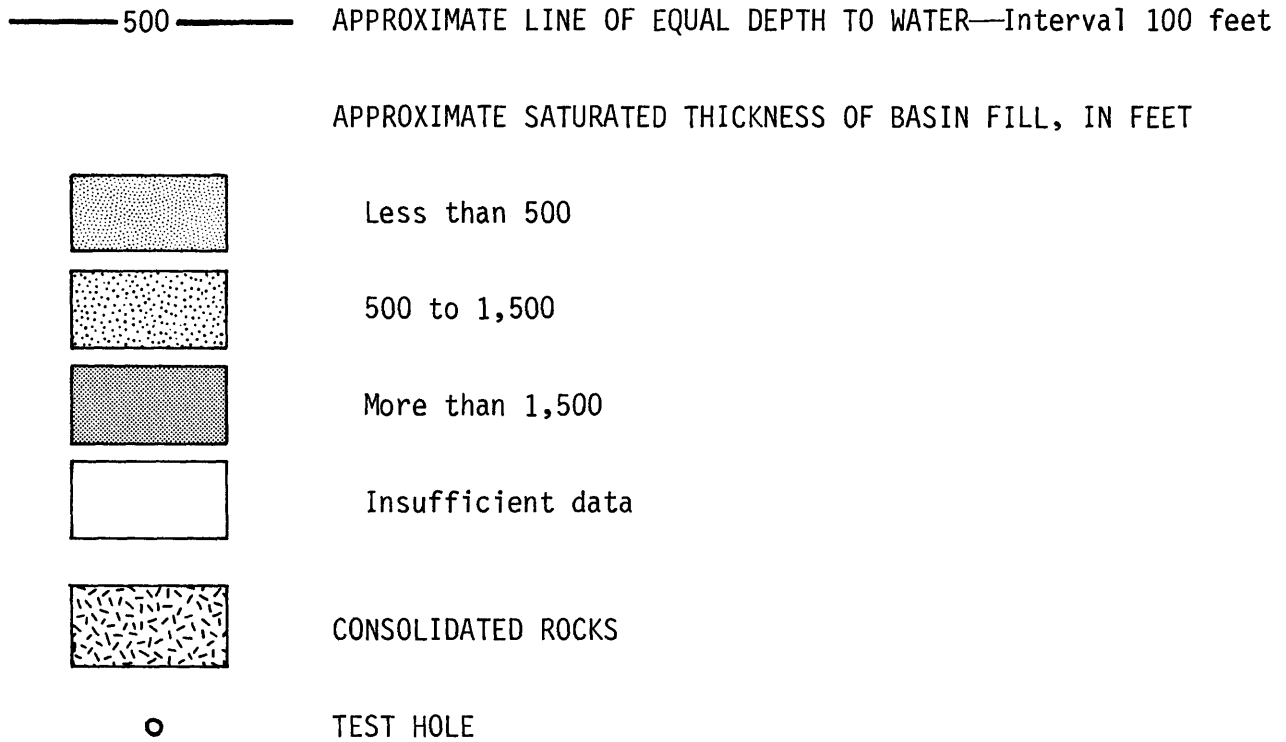 500 APPROXIMATE LINE OF EQUAL DEPTH TO WATER—Interval 100 feet
APPROXIMATE SATURATED THICKNESS OF BASIN FILL, IN FEET
Less than 500
500 to 1,500
More than 1,500
Insufficient data
CONSOLIDATED ROCKS
TEST HOLE